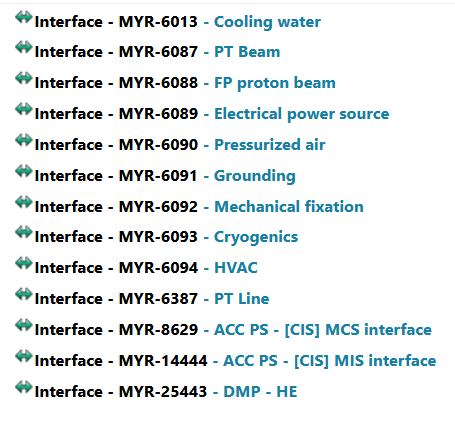 Interface - MYR-6013 - Cooling water
Interface - MYR-6087 - PT Beam
Interface - MYR-6088 - FP proton beam
Interface - MYR-6089 - Electrical power source
Interface - MYR-6090 - Pressurized air
Interface - MYR-6091 - Grounding
Interface - MYR-6092 - Mechanical fixation
Interface - MYR-6093 - Cryogenics
Interface - MYR-6094 - HVAC
Interface - MYR-6387 - PT Line
Interface - MYR-8629 - ACC PS - [CIS] MCS interface
Interface - MYR-14444 - ACC PS - [CIS] MIS interface
Interface - MYR-25443 - DMP - HE